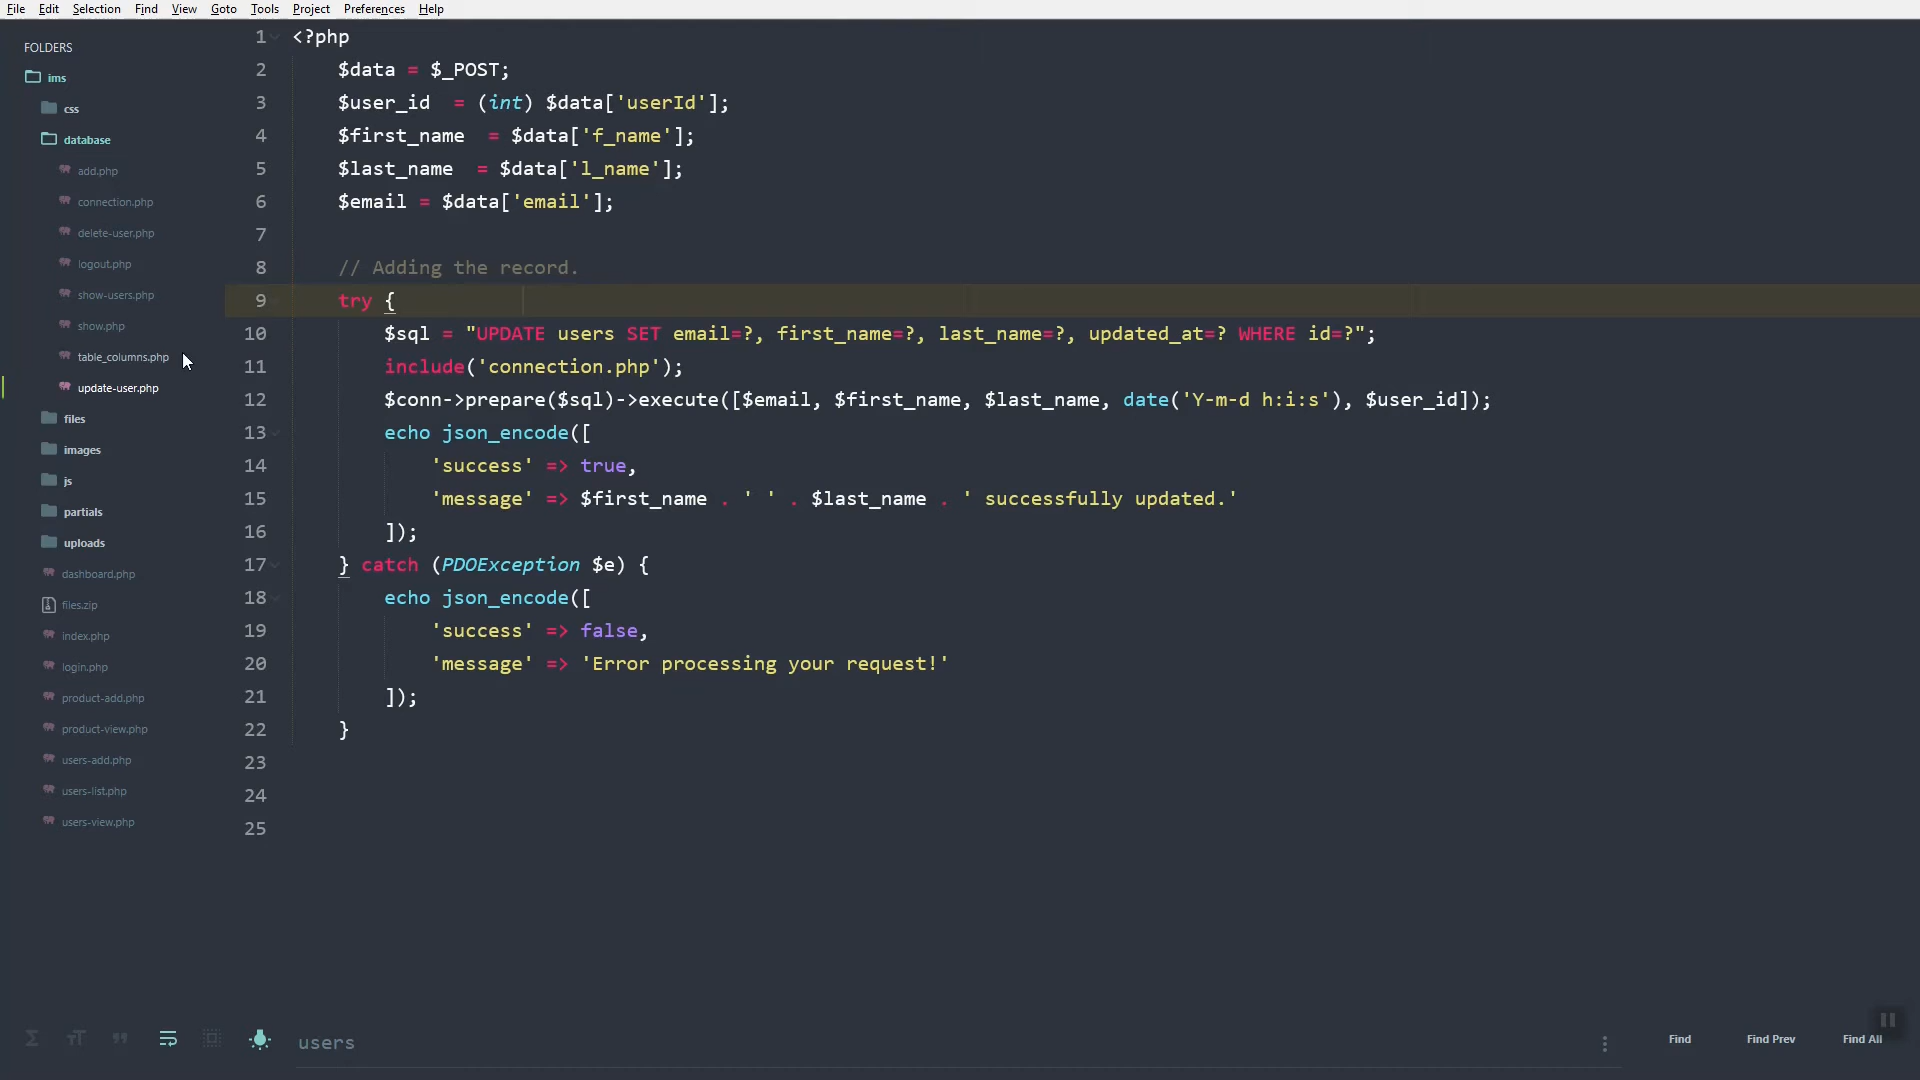 File Edit Selection Find View Goto Tools Project Preferences Help
FOLDERS
ims
css
database
add.php
connection.php
delete-user.php
logout.php
show-users.php
show.php
table_columns.php
update-user.php
files
images
js
partials
uploads
dashboard.php
files.zip
index.php
login.php
product-add.php
product-view.php
users-add.php
users-list.php
users-view.php
1 <?php
2 $data = $_POST;
3 $user_id  = (int) $data['userId'];
4 $first_name  = $data['f_name'];
5 $last_name  = $data['l_name'];
6 $email = $data['email'];
7
8 // Adding the record.
9 try {
10 $sql = "UPDATE users SET email=?, first_name=?, last_name=?, updated_at=? WHERE id=?";
11 include('connection.php');
12 $conn->prepare($sql)->execute([$email, $first_name, $last_name, date('Y-m-d h:i:s'), $user_id]);
13 echo json_encode([
14 'success' => true,
15 'message' => $first_name . ' ' . $last_name . ' successfully updated.'
16 ]);
17 } catch (PDOException $e) {
18 echo json_encode([
19 'success' => false,
20 'message' => 'Error processing your request!'
21 ]);
22 }
23
24
25
users Find Find Prev Find All